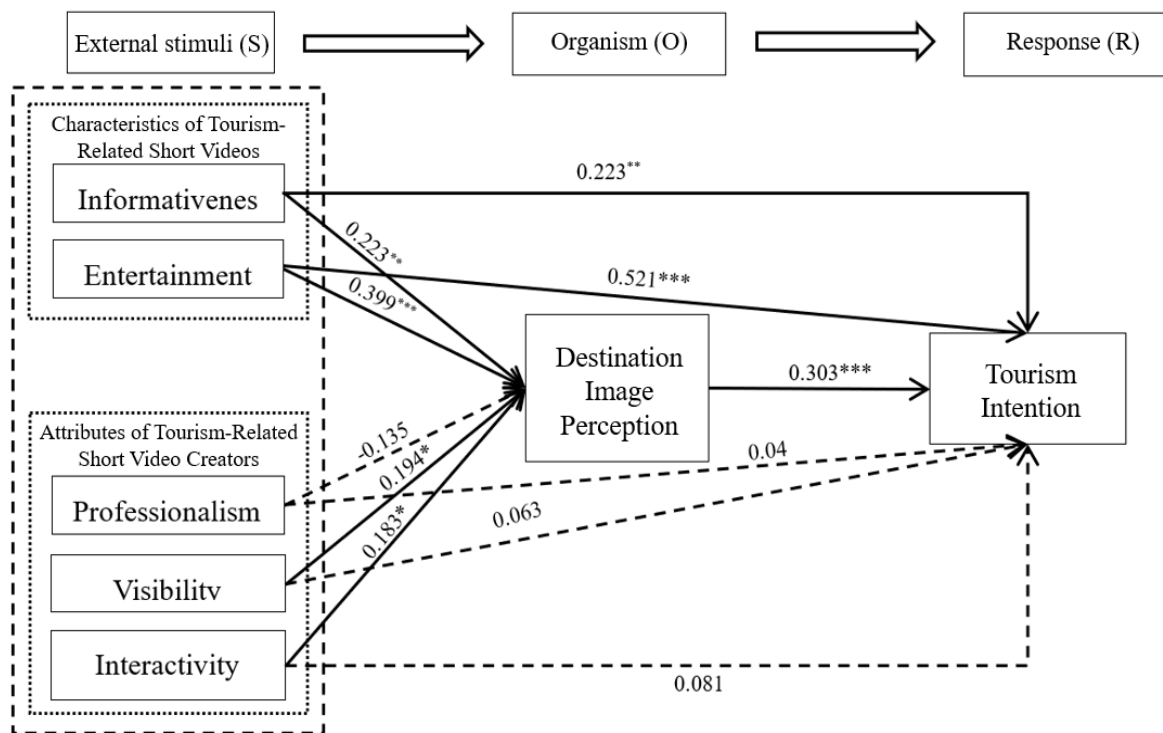 External stimuli (S)
Organism (O)
Response (R)
Characteristics of Tourism-
Related Short Videos
Informativenes
Entertainment
0.223**
0.223**
0.399***
0.521***
Destination
Image
Perception
0.303***
Tourism
Intention
Attributes of Tourism-Related
Short Video Creators
Professionalism
Visibility
Interactivity
-0.135
0.194*
0.183*
0.04
0.063
0.081